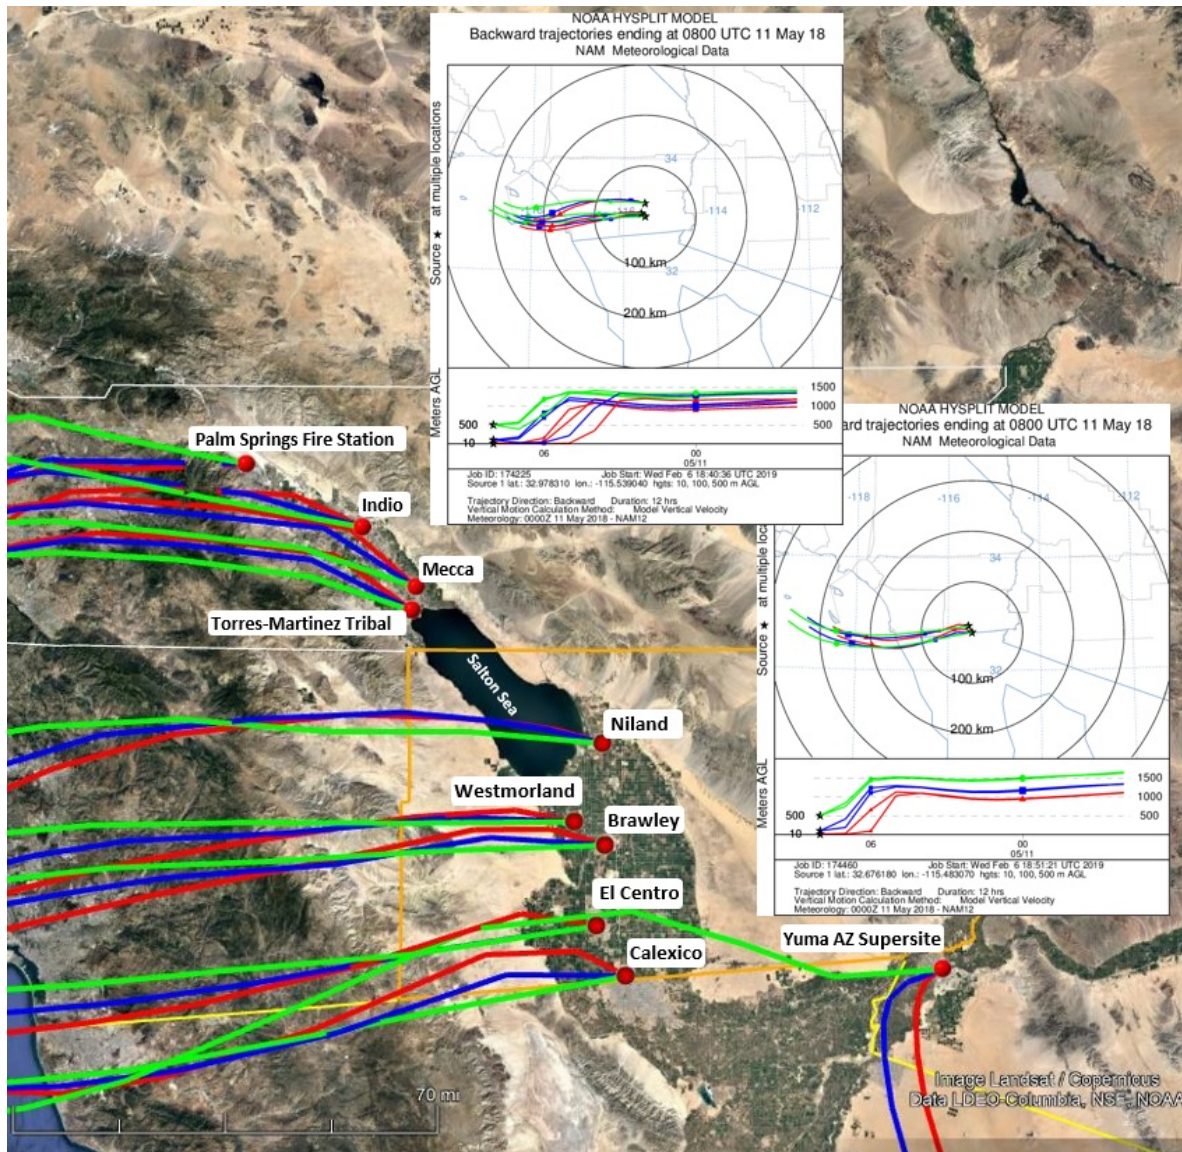 NOAA HYSPLIT MODEL
Backward trajectories ending at 0800 UTC 11 May 18
NAM Meteorological Data
Source ★ at multiple locations
34
-114
-112
32
100 km
200 km
Meters AGL
1500
1000
500
500
10
06
00
05/11
Job ID: 174225 Job Start: Wed Feb 6 18:40:36 UTC 2019
Source 1 lat.: 32.978310 lon.: -115.539040 hgts: 10, 100, 500 m AGL
Trajectory Direction: Backward Duration: 12 hrs
Vertical Motion Calculation Method: Model Vertical Velocity
Meteorology: 0000Z 11 May 2018 - NAM12
NOAA HYSPLIT MODEL
ard trajectories ending at 0800 UTC 11 May 18
NAM Meteorological Data
Source ★ at multiple loca
-118
-116
-112
34
32
100 km
200 km
Meters AGL
1500
1000
500
500
10
06
00
05/11
Job ID: 174460 Job Start: Wed Feb 6 18:51:21 UTC 2019
Source 1 lat.: 32.676180 lon.: -115.483070 hgts: 10, 100, 500 m AGL
Trajectory Direction: Backward Duration: 12 hrs
Vertical Motion Calculation Method: Model Vertical Velocity
Meteorology: 0000Z 11 May 2018 - NAM12
Palm Springs Fire Station
Indio
Mecca
Torres-Martinez Tribal
Salton Sea
Niland
Westmorland
Brawley
El Centro
Calexico
Yuma AZ Supersite
70 mi
Image Landsat / Copernicus
Data LDEO-Columbia, NSF, NOAA